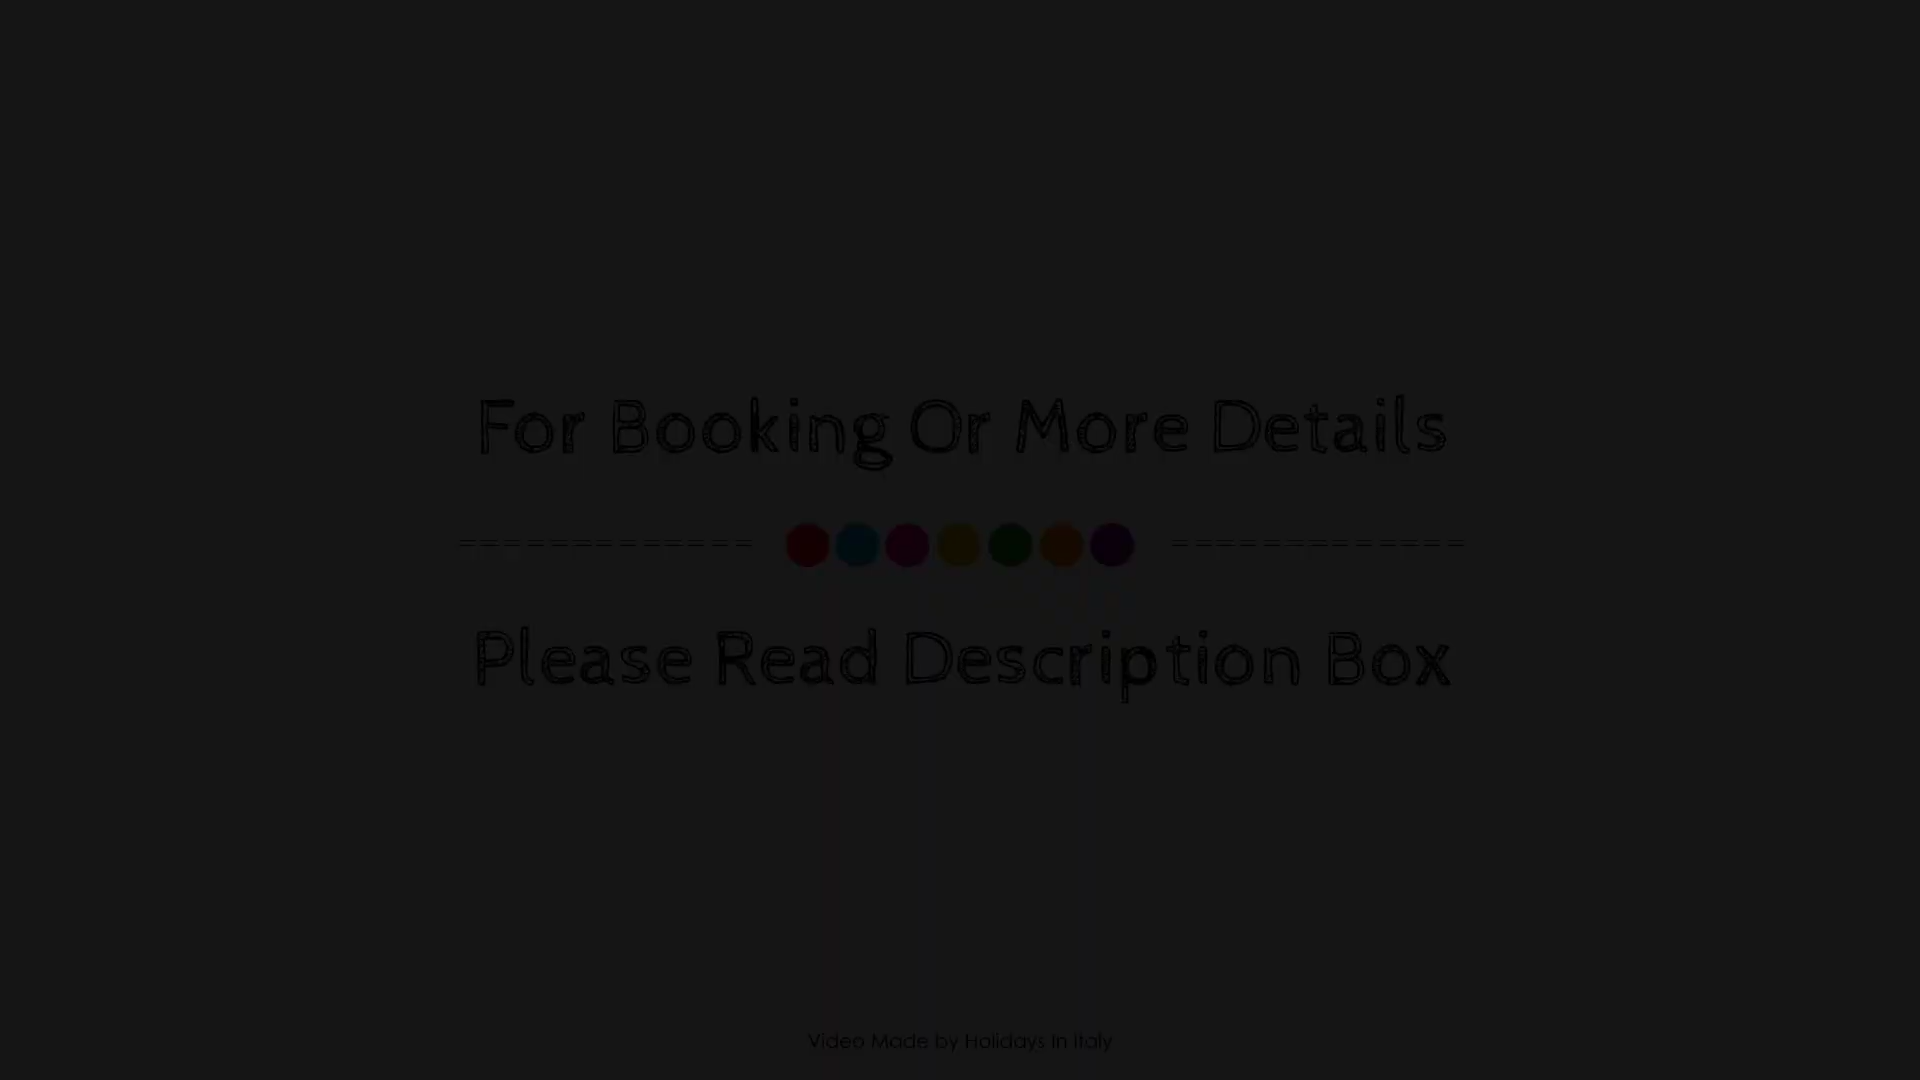 For Booking Or More Details
============= =============
Please Read Description Box
Video Made by Holidays In Italy